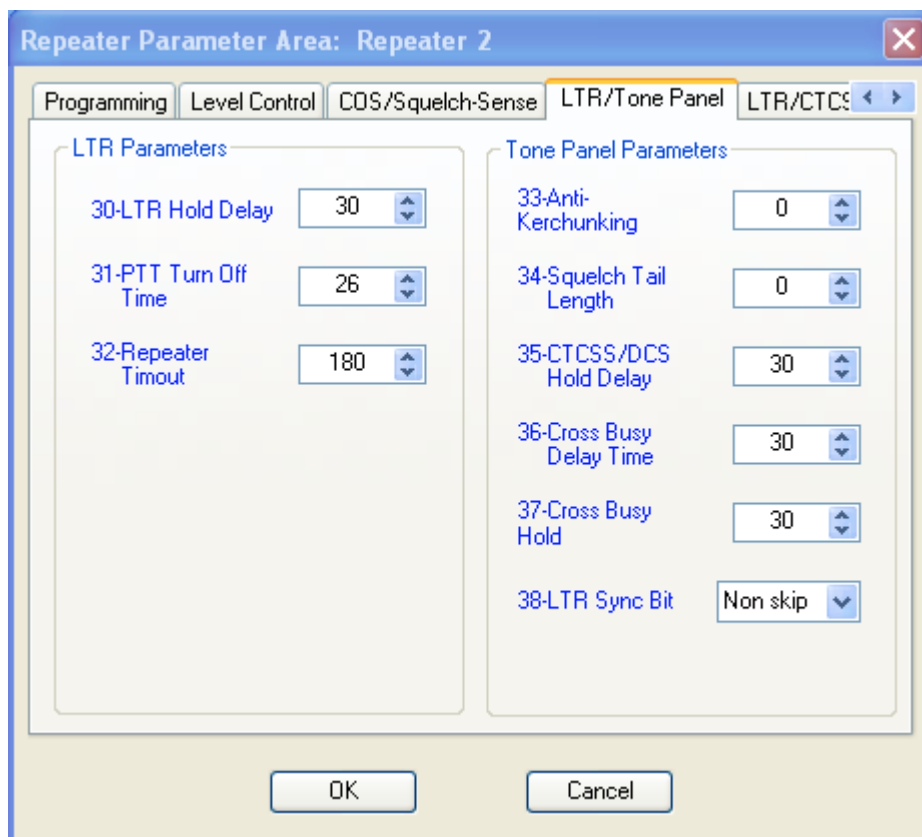 Repeater Parameter Area: Repeater 2
Programming
Level Control
COS/Squelch-Sense
LTR/Tone Panel
LTR/CTCS
LTR Parameters
30-LTR Hold Delay
30
31-PTT Turn Off
Time
26
32-Repeater
Timout
180
Tone Panel Parameters
33-Anti-
Kerchunking
0
34-Squelch Tail
Length
0
35-CTCSS/DCS
Hold Delay
30
36-Cross Busy
Delay Time
30
37-Cross Busy
Hold
30
38-LTR Sync Bit
Non skip
OK
Cancel